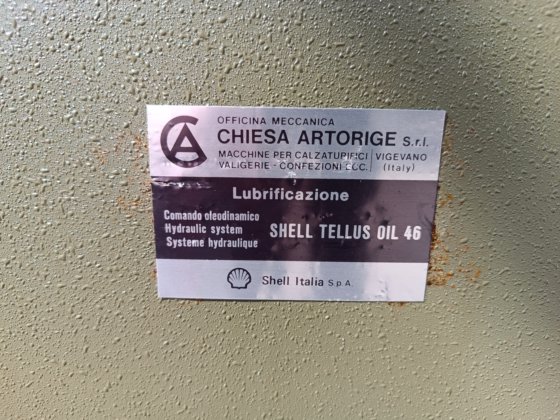 OFFICINA MECCANICA
CA CHIESA ARTORIGE S.r.l.
MACCHINE PER CALZATURIFICI VIGEVANO
VALIGERIE - CONFEZIONI ECC. (Italy)
Lubrificazione
Comando oleodinamico
Hydraulic system SHELL TELLUS OIL 46
Systeme hydraulique
Shell Italia S.p.A.